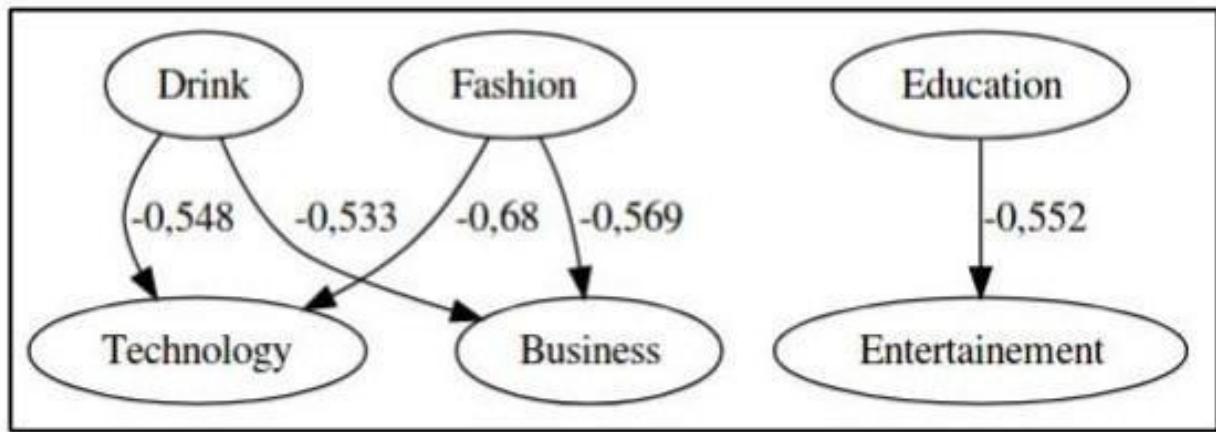 Drink Fashion Education
-0,548 -0,533 -0,68 -0,569 -0,552
Technology Business Entertainement